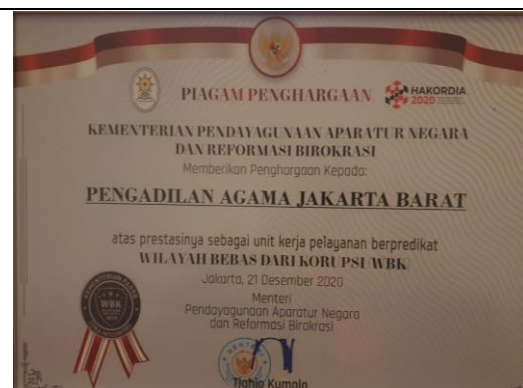 PIAGAM PENGHARGAAN
HAKORDIA
2020
KEMENTERIAN PENDAYAGUNAAN APARATUR NEGARA
DAN REFORMASI BIROKRASI
Memberikan Penghargaan Kepada:
PENGADILAN AGAMA JAKARTA BARAT
atas prestasinya sebagai unit kerja pelayanan berpredikat
WILAYAH BEBAS DARI KORUPSI (WBK)
Jakarta, 21 Desember 2020
Menteri
Pendayagunaan Aparatur Negara
dan Reformasi Birokrasi
WBK
MENTERI
Tjahjo Kumolo